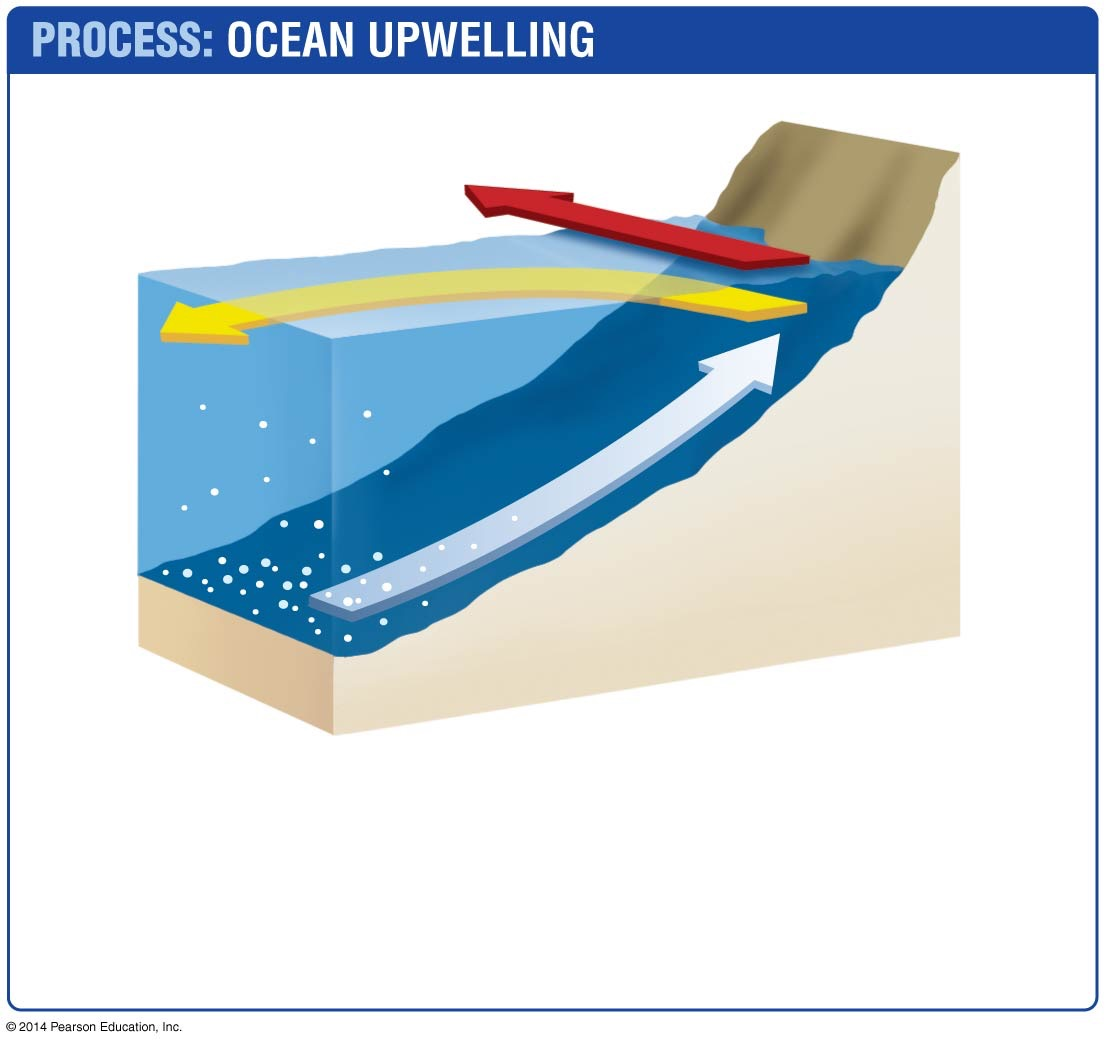 PROCESS: OCEAN UPWELLING
© 2014 Pearson Education, Inc.